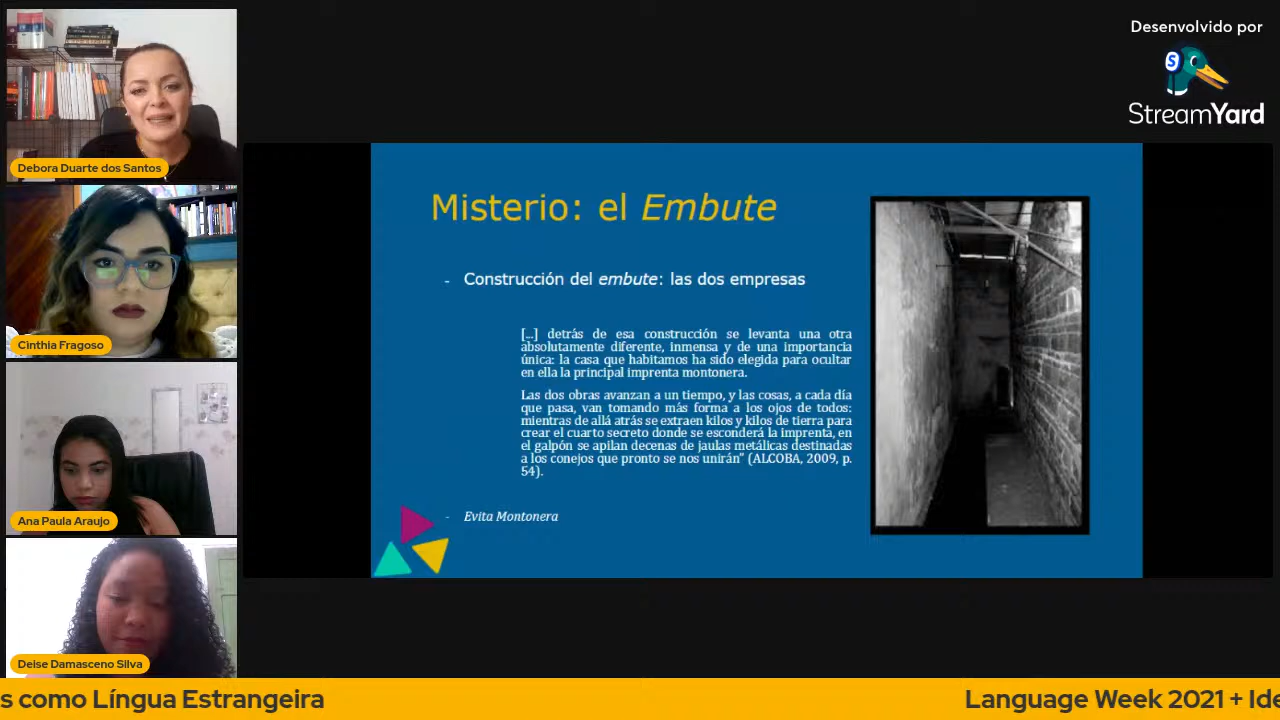 Desenvolvido por
StreamYard
Debora Duarte dos Santos
Cinthia Fragoso
Ana Paula Araujo
Deise Damasceno Silva
Misterio: el Embute
- Construcción del embute: las dos empresas
[...] detrás de esa construcción se levanta una otra
absolutamente diferente, inmensa y de una importancia
única: la casa que habitamos ha sido elegida para ocultar
en ella la principal imprenta montonera.
Las dos obras avanzan a un tiempo, y las cosas, a cada día
que pasa, van tomando más forma a los ojos de todos:
mientras de allá atrás se extraen kilos y kilos de tierra para
crear el cuarto secreto donde se esconderá la imprenta, en
el galpón se apilan decenas de jaulas metálicas destinadas
a los conejos que pronto se nos unirán" (ALCOBA, 2009, p.
54).
- Evita Montonera
s como Língua Estrangeira
Language Week 2021 + Ide